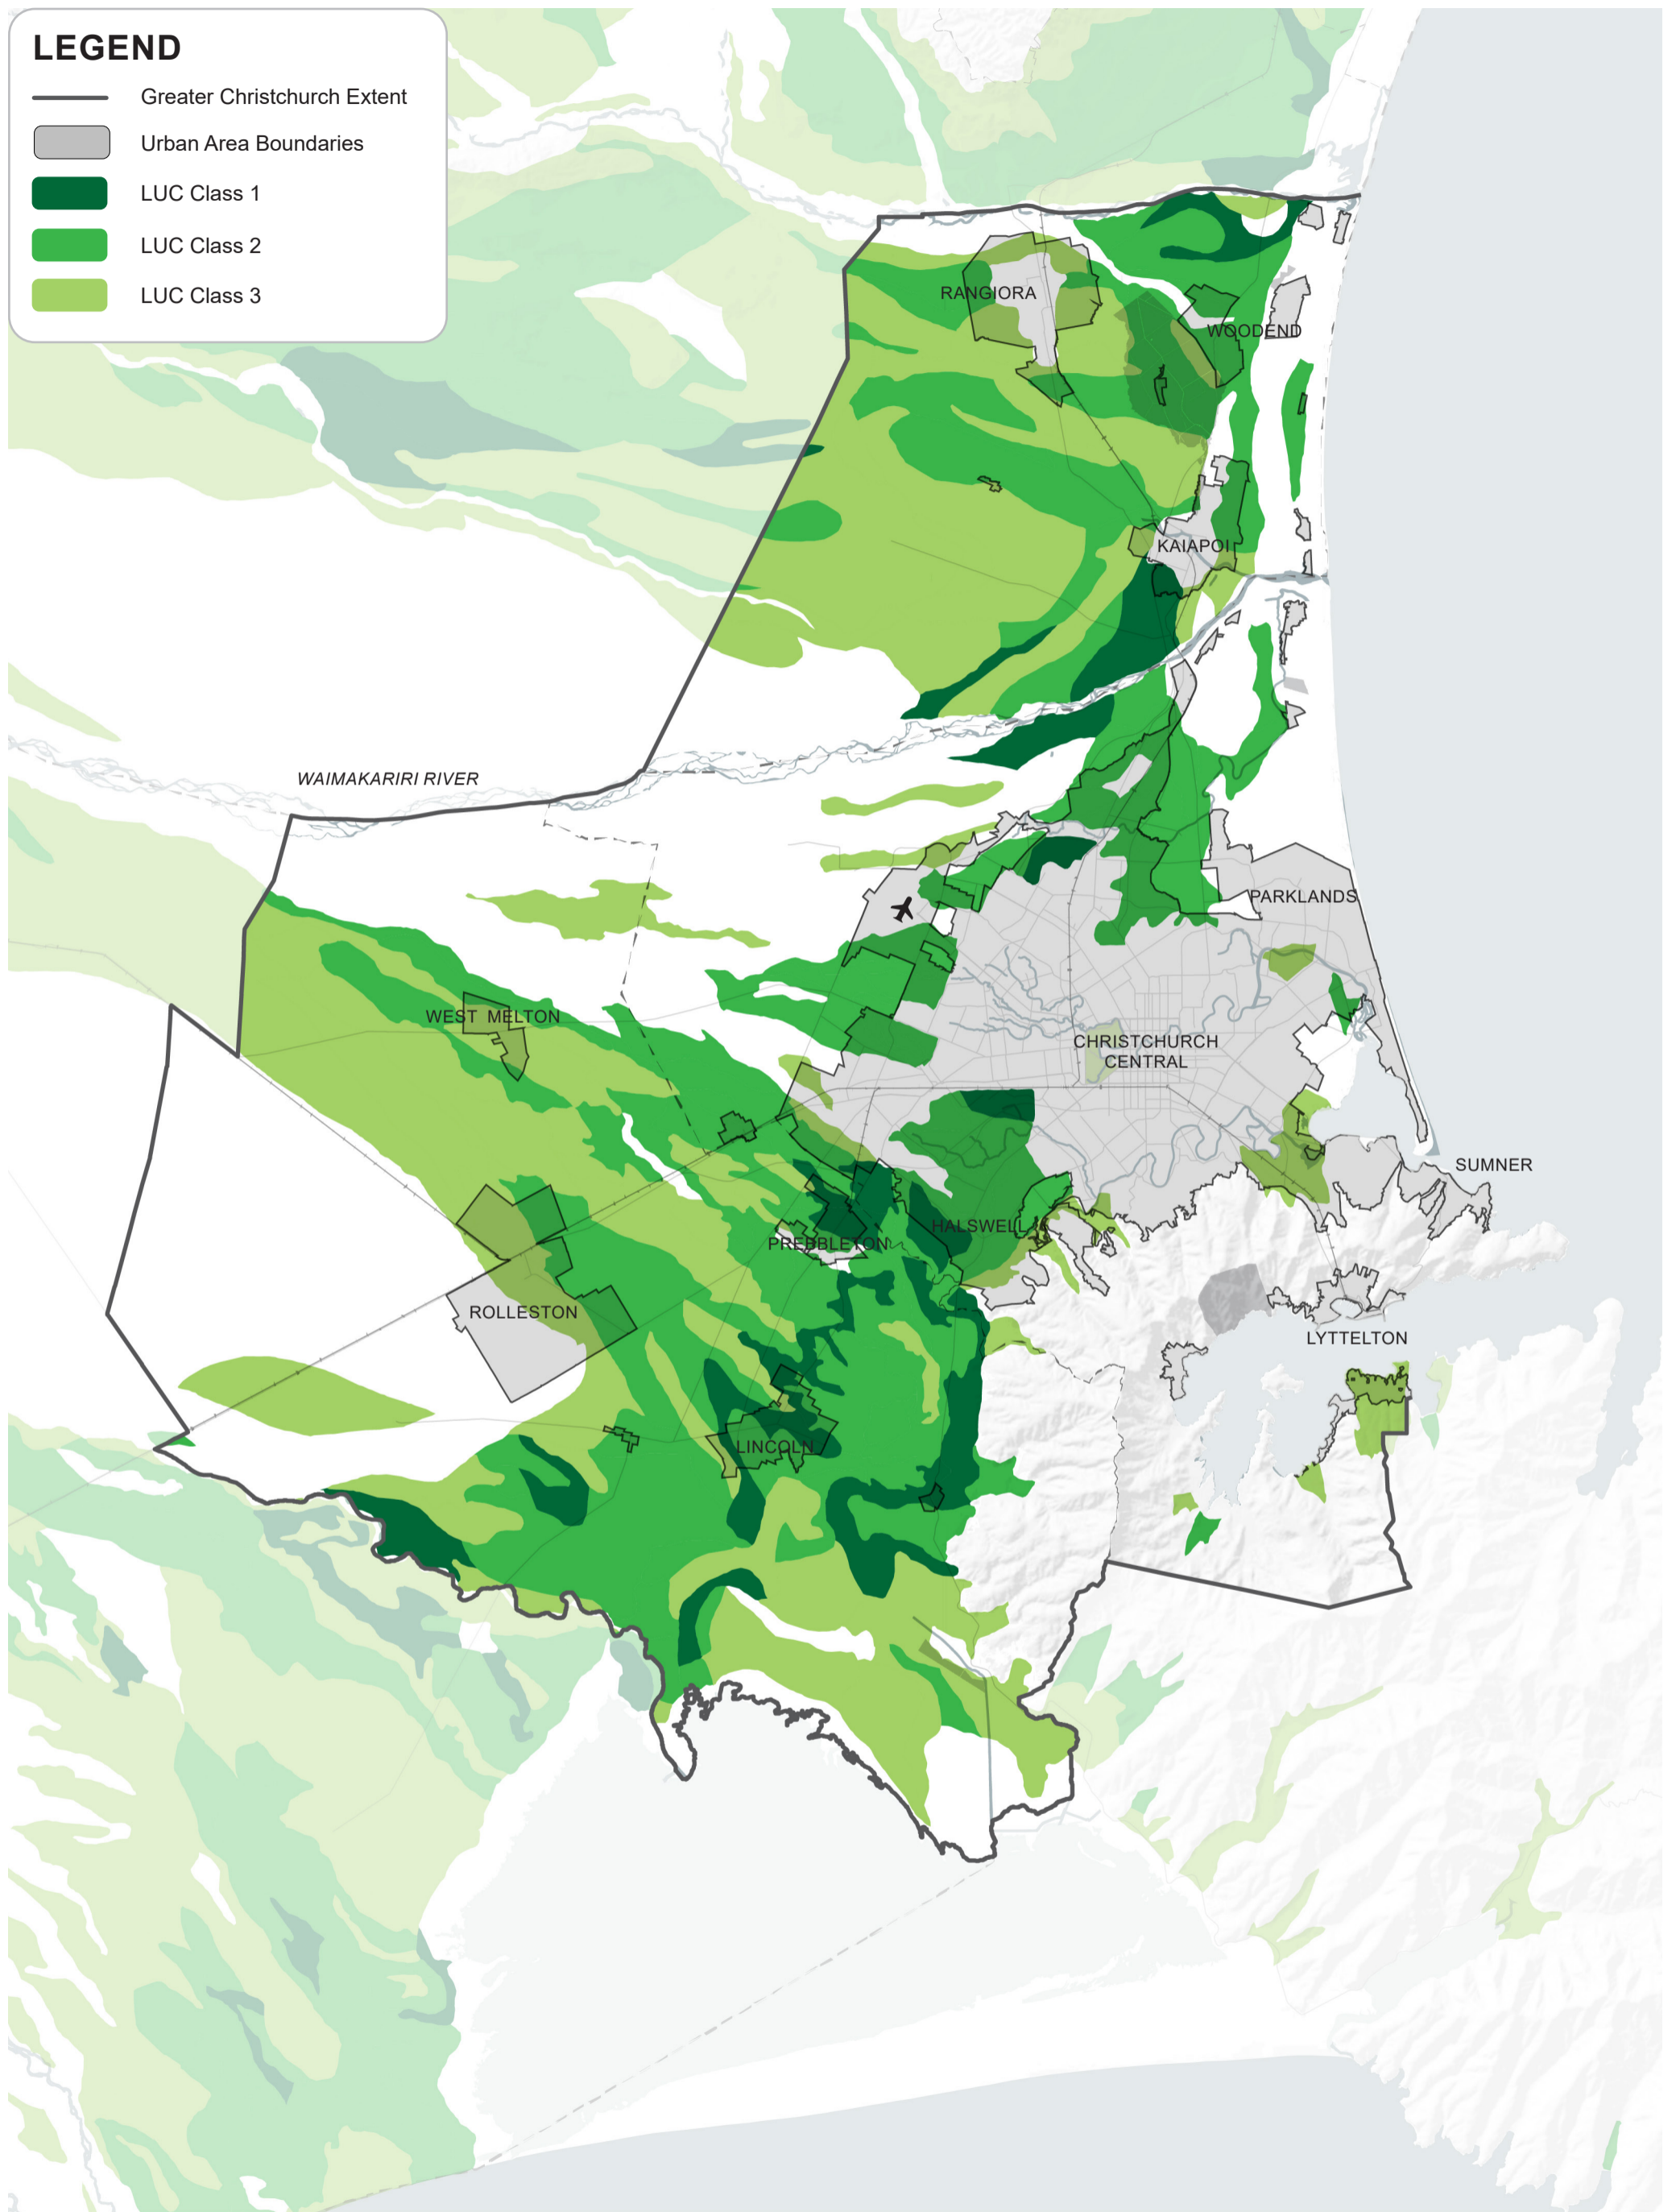 LEGEND
Greater Christchurch Extent
Urban Area Boundaries
LUC Class 1
LUC Class 2
LUC Class 3
RANGIORA
WOODEND
KAIAPOI
WAIMAKARIRI RIVER
PARKLANDS
WEST MELTON
CHRISTCHURCH
CENTRAL
SUMNER
HALSWELL
PREBBLETON
ROLLESTON
LYTTELTON
LINCOLN